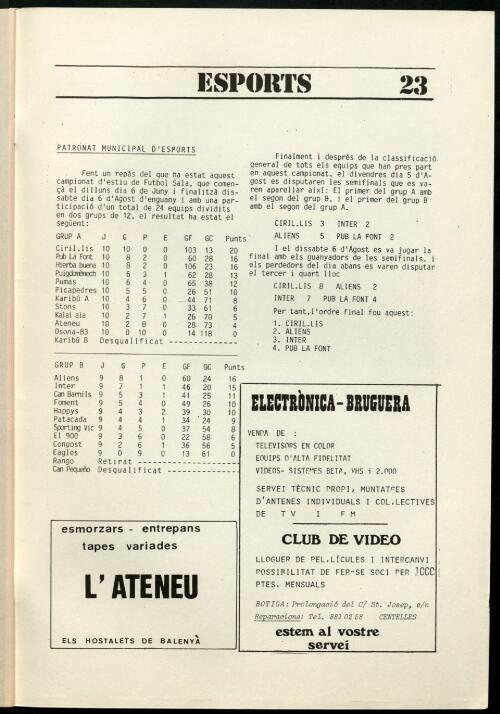 ESPORTS 23
PATRONAT MUNICIPAL D'ESPORTS
Fent un repàs del que ha estat aquest
campionat d'estiu de Futbol Sala, que comen-
çà el dilluns dia 6 de Juny i finalitzà dis-
sabte dia 6 d'Agost d'enguany i amb una par-
ticipació d'un total de 24 equips dividits
en dos grups de 12, el resultat ha estat el
següent:
GRUP A J G P E GF GC Punts
Ciril.lis 10 10 0 0 103 13 20
Pub La Font 10 8 2 0 60 28 16
Hierba buena 10 8 2 0 106 23 16
Puigdomènech 10 6 3 1 62 28 13
Pumas 10 6 4 0 65 38 12
Picapedres 10 5 5 0 26 51 10
Karibú A 10 4 6 0 44 71 8
Stons 10 3 7 0 33 61 6
Kalai aia 10 2 7 1 26 70 5
Ateneu 10 2 8 0 28 73 4
Osona-83 10 0 10 0 14 118 0
Karibú B Desqualificat --------------
GRUP B J G P E GF GC Punts
Aliens 9 8 1 0 60 24 16
Inter 9 7 1 1 46 20 15
Can Barnils 9 5 3 1 41 25 11
Foment 9 5 4 0 49 26 10
Happys 9 4 3 2 39 30 10
Patacada 9 4 4 1 34 24 9
Sporting Vic 9 4 5 0 37 54 8
El 900 9 3 6 0 22 58 6
Congost 9 2 6 1 36 56 5
Eagles 9 0 9 0 13 61 0
Rango Retirat --------------------
Can Pequeño Desqualificat --------------
Finalment i després de la classificació
general de tots els equips que han pres part
en aquest campionat, el divendres dia 5 d'A-
gost es disputaren les semifinals que es va-
ren aparellar així: El primer del grup A amb
el segon del grup B, i el primer del grup B
amb el segon del grup A.
CIRIL.LIS 3 INTER 2
ALIENS 5 PUB LA FONT 2
I el dissabte 6 d'Agost es va jugar la
final amb els guanyadors de les semifinals, i
els perdedors del dia abans es varen disputar
el tercer i quart lloc
CIRIL.LIS 8 ALIENS 2
INTER 7 PUB LA FONT 4
Per tant,l'ordre final fou aquest:
1. CIRIL.LIS
2. ALIENS
3. INTER
4. PUB LA FONT
ELECTRÒNICA-BRUGUERA
VENDA DE :
TELEVISORS EN COLOR
EQUIPS D'ALTA FIDELITAT
VIDEOS- SISTEMES BETA, VHS i 2.000
SERVEI TÈCNIC PROPI, MUNTATGES
D'ANTENES INDIVIDUALS I COL.LECTIVES
DE TV I FM
CLUB DE VIDEO
LLOGUER DE PEL.LÍCULES I INTERCANVI
POSSIBILITAT DE FER-SE SOCI PER 1000
PTES. MENSUALS
BOTIGA: Prolongació del C/ St. Josep, s/n
Reparacions: Tel. 881 02 68 CENTELLES
estem al vostre
servei
esmorzars - entrepans
tapes variades
L'ATENEU
ELS HOSTALETS DE BALENYÀ